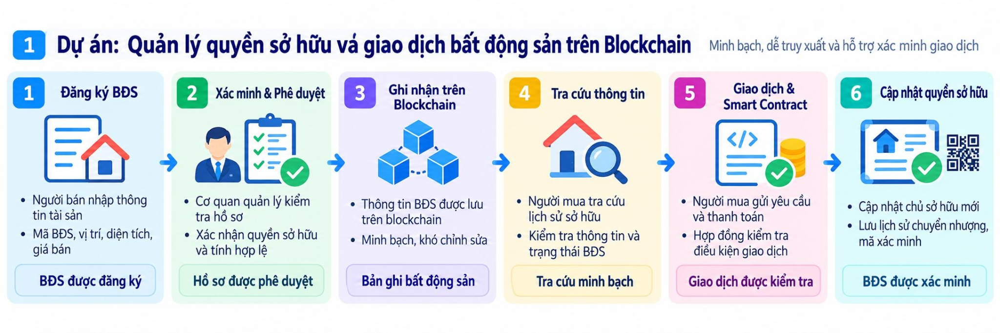 1
Dự án: Quản lý quyền sở hữu vá giao dịch bất động sản trên Blockchain
Minh bạch, dễ truy xuất và hỗ trợ xác minh giao dịch
1
Đăng ký BĐS
• Người bán nhập thông
tin tài sản
• Mã BĐS, vị trí, diện tích,
giá bán
BĐS được đăng ký
2
Xác minh & Phê duyệt
• Cơ quan quản lý kiểm
tra hồ sơ
• Xác nhận quyền sở hữu
và tính hợp lệ
Hồ sơ được phê duyệt
3
Ghi nhận trên
Blockchain
• Thông tin BĐS được lưu
trên blockchain
• Minh bạch, khó chỉnh sửa
Bản ghi bất động sản
4
Tra cứu thông tin
• Người mua tra cứu
lịch sử sở hữu
• Kiểm tra thông tin và
trạng thái BĐS
Tra cứu minh bạch
5
Giao dịch &
Smart Contract
</>
• Người mua gửi yêu cầu
và thanh toán
• Hợp đồng kiểm tra
điều kiện giao dịch
Giao dịch được kiểm tra
6
Cập nhật quyền sở hữu
• Cập nhật chủ sở hữu mới
• Lưu lịch sử chuyển nhượng,
mã xác minh
BĐS được xác minh